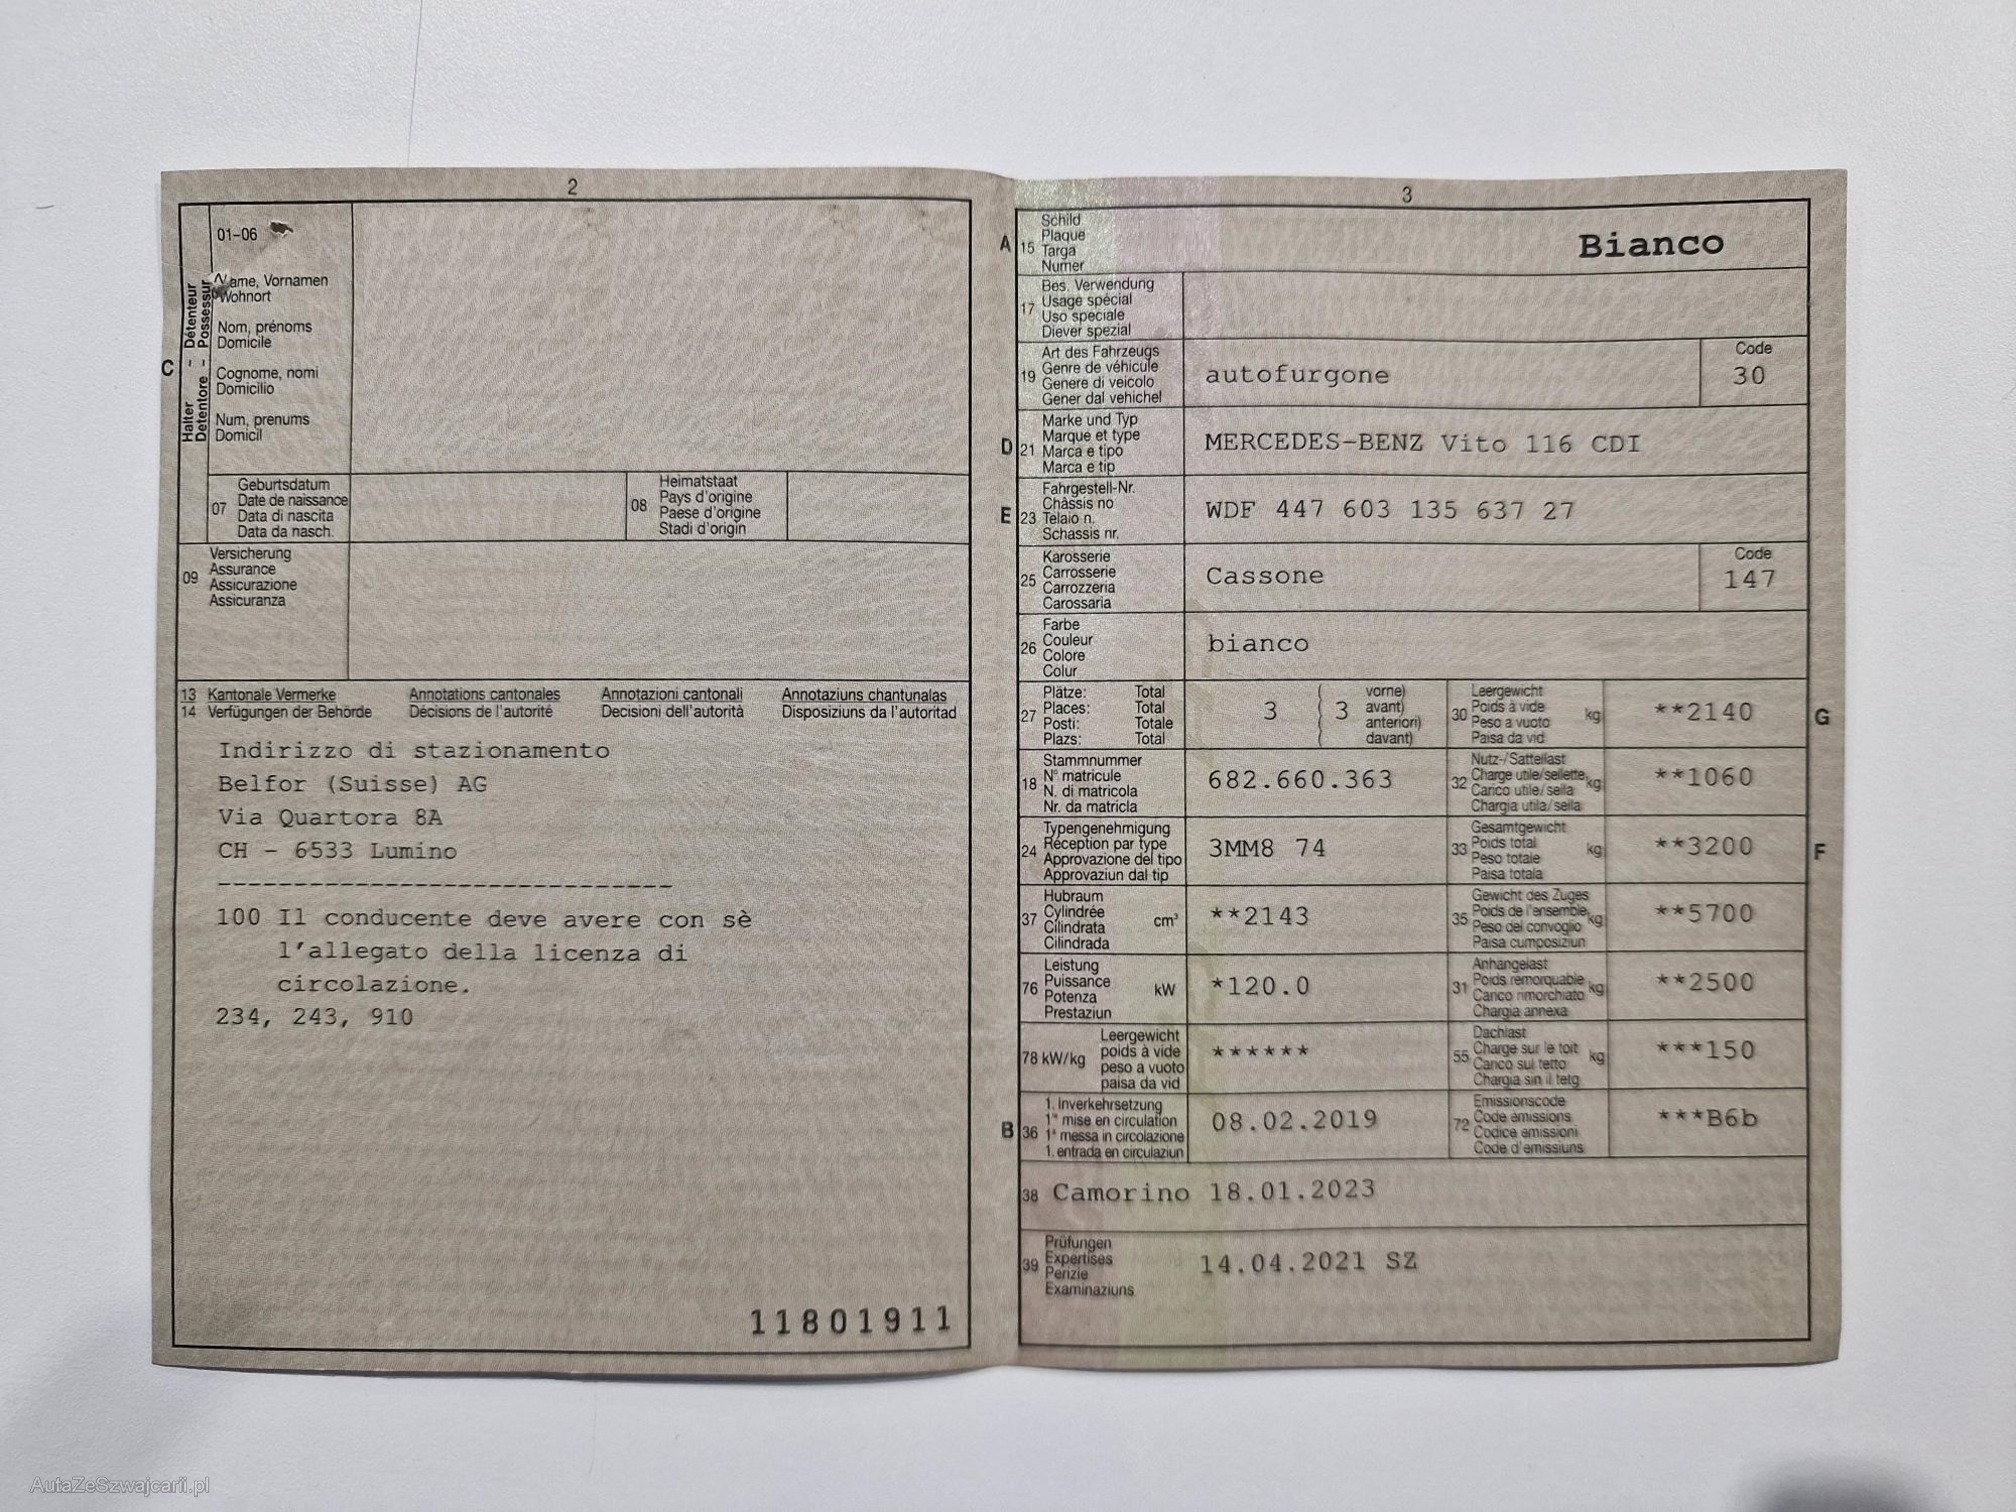 2
01-06
Name, Vornamen
Wohnort
Nom, prénoms
Domicile
Cognome, nomi
Domicilio
Num, prenums
Domicil
C
Halter - Détenteur
Detentore - Possessur
07
Geburtsdatum
Date de naissance
Data di nascita
Data da nasch.
08
Heimatstaat
Pays d'origine
Paese d'origine
Stadi d'origin
09
Versicherung
Assurance
Assicurazione
Assicuranza
13 Kantonale Vermerke Annotations cantonales Annotazioni cantonali Annotaziuns chantunalas
14 Verfügungen der Behörde Décisions de l'autorité Decisioni dell'autorità Disposiziuns da l'autoritad
Indirizzo di stazionamento
Belfor (Suisse) AG
Via Quartora 8A
CH - 6533 Lumino
------------------------------
100 Il conducente deve avere con sè
l'allegato della licenza di
circolazione.
234, 243, 910
11801911
3
A 15
Schild
Plaque
Targa
Numer
Bianco
17
Bes. Verwendung
Usage spécial
Uso speciale
Diever spezial
19
Art des Fahrzeugs
Genre de véhicule
Genere di veicolo
Gener dal vehichel
autofurgone
Code
30
D 21
Marke und Typ
Marque et type
Marca e tipo
Marca e tip
MERCEDES-BENZ Vito 116 CDI
E 23
Fahrgestell-Nr.
Châssis no
Telaio n.
Schassis nr.
WDF 447 603 135 637 27
25
Karosserie
Carrosserie
Carrozzeria
Carossaria
Cassone
Code
147
26
Farbe
Couleur
Colore
Colur
bianco
27
Plätze: Total
Places: Total
Posti: Totale
Plazs: Total
3 ( 3
vorne)
avant)
anteriori)
davant)
30
Leergewicht
Poids à vide
Peso a vuoto
Paisa da vid
kg
**2140
G
18
Stammnummer
N° matricule
N. di matricola
Nr. da matricla
682.660.363
32
Nutz-/Sattellast
Charge utile/sellette
Carico utile/sella
Chargia utila/sella
kg
**1060
24
Typengenehmigung
Réception par type
Approvazione del tipo
Approvaziun dal tip
3MM8 74
33
Gesamtgewicht
Poids total
Peso totale
Paisa totala
kg
**3200
F
37
Hubraum
Cylindrée
Cilindrata
Cilindrada
cm³
**2143
35
Gewicht des Zuges
Poids de l'ensemble
Peso del convoglio
Paisa cumposiziun
kg
**5700
76
Leistung
Puissance
Potenza
Prestaziun
kW
*120.0
31
Anhängelast
Poids remorquable
Carico rimorchiato
Chargia annexa
kg
**2500
78 kW/kg
Leergewicht
poids à vide
peso a vuoto
paisa da vid
******
55
Dachlast
Charge sur le toit
Carico sul tetto
Chargia sin il tetg
kg
***150
B 36
1. Inverkehrsetzung
1re mise en circulation
1a messa in circolazione
1. entrada en circulaziun
08.02.2019
72
Emissionscode
Code émissions
Codice emissioni
Code d'emissiuns
***B6b
38 Camorino 18.01.2023
39
Prüfungen
Expertises
Perizie
Examinaziuns
14.04.2021 SZ
AutaZeSzwajcarii.pl